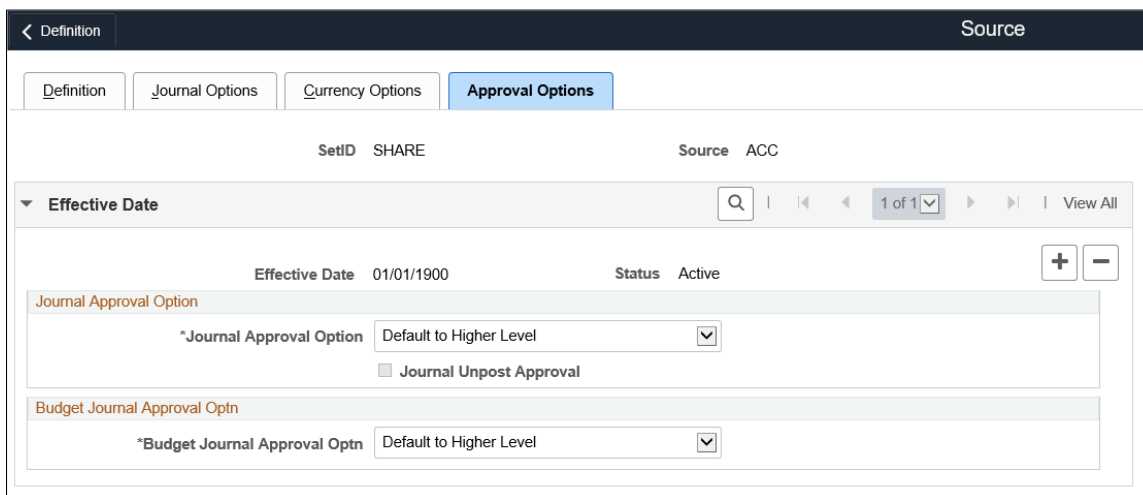 Definition Source
Definition Journal Options Currency Options Approval Options
SetID SHARE Source ACC
Effective Date 1 of 1 View All
Effective Date 01/01/1900 Status Active
Journal Approval Option
*Journal Approval Option Default to Higher Level
Journal Unpost Approval
Budget Journal Approval Optn
*Budget Journal Approval Optn Default to Higher Level